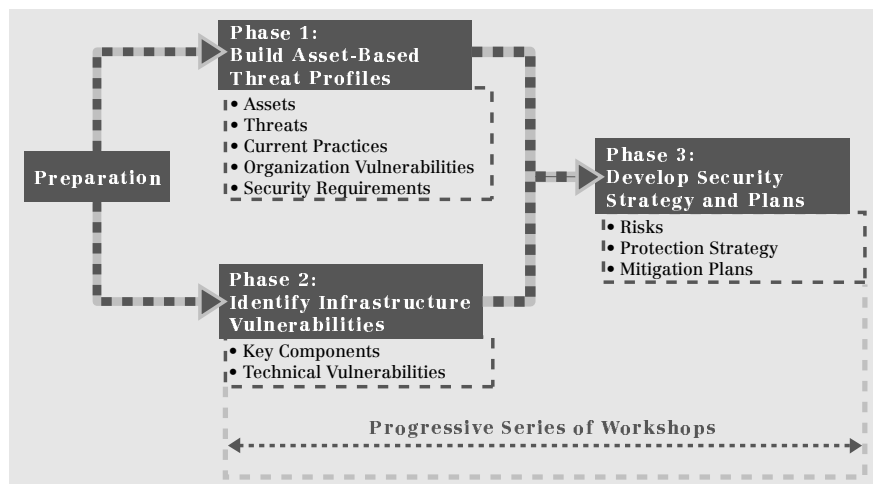 Phase 1:
Build Asset-Based
Threat Profiles
• Assets
• Threats
• Current Practices
• Organization Vulnerabilities
• Security Requirements
Preparation
Phase 3:
Develop Security
Strategy and Plans
• Risks
• Protection Strategy
• Mitigation Plans
Phase 2:
Identify Infrastructure
Vulnerabilities
• Key Components
• Technical Vulnerabilities
Progressive Series of Workshops